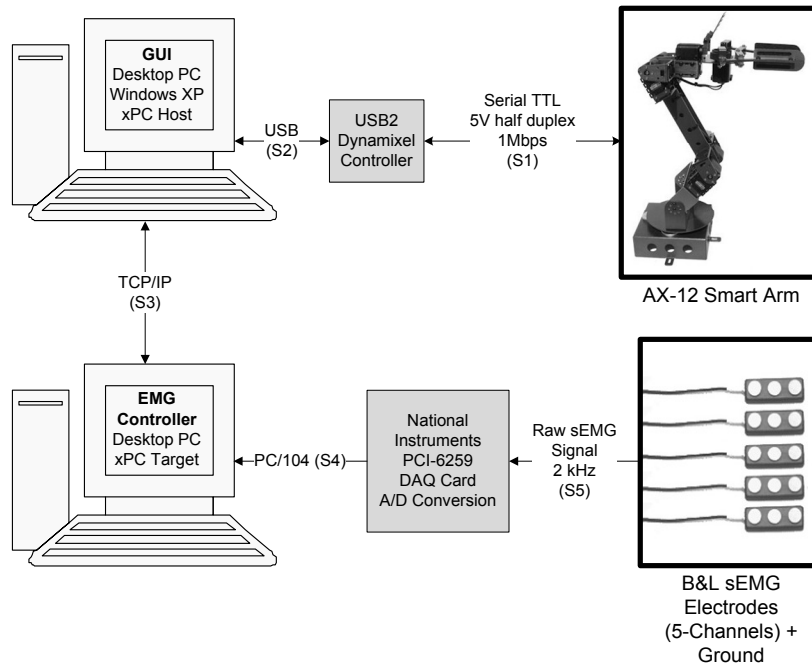 GUI
Desktop PC
Windows XP
xPC Host
USB
(S2)
USB2
Dynamixel
Controller
Serial TTL
5V half duplex
1Mbps
(S1)
AX-12 Smart Arm
TCP/IP
(S3)
EMG
Controller
Desktop PC
xPC Target
PC/104 (S4)
National
Instruments
PCI-6259
DAQ Card
A/D Conversion
Raw sEMG
Signal
2 kHz
(S5)
B&L sEMG
Electrodes
(5-Channels) +
Ground